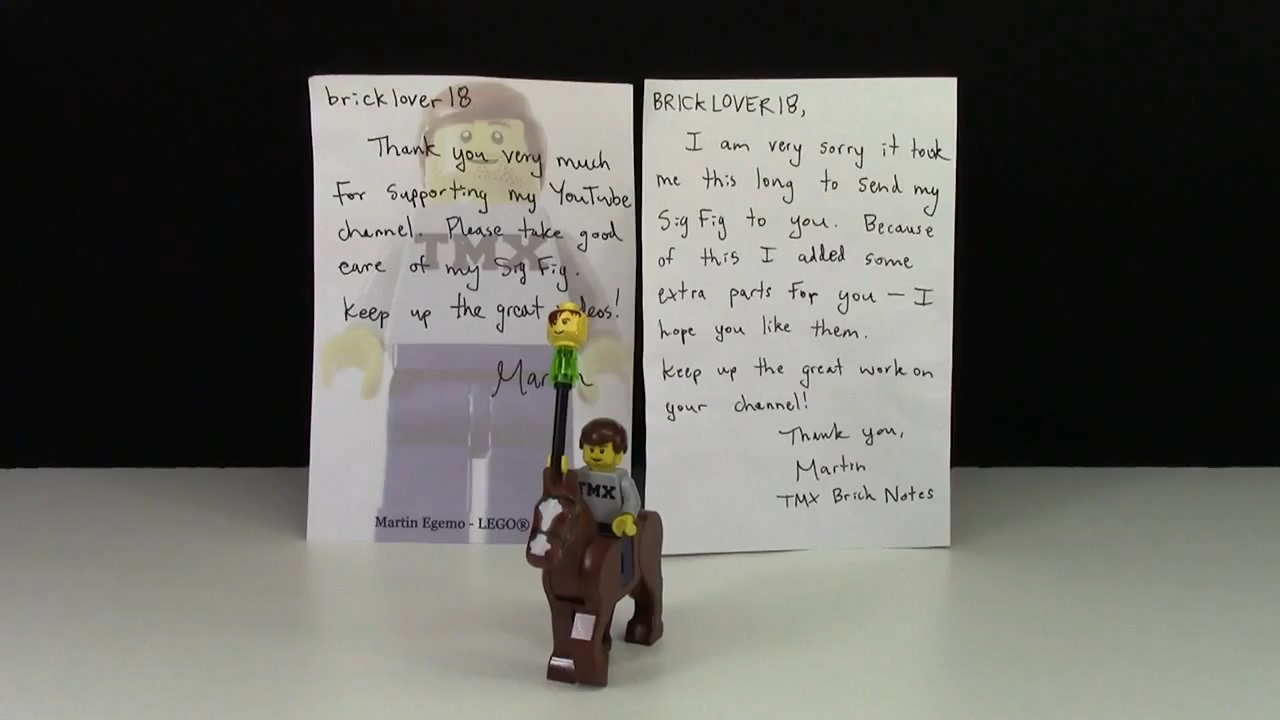 bricklover18
Thank you very much
for supporting my YouTube
channel. Please take good
care of my Sig Fig.
Keep up the great
TMX
Martin Egemo - LEGO®
TMX
BRICKLOVER18,
I am very sorry it took
me this long to send my
Sig Fig to you. Because
of this I added some
extra parts for you — I
hope you like them.
Keep up the great work on
your channel!
Thank you,
Martin
TMX Brick Notes